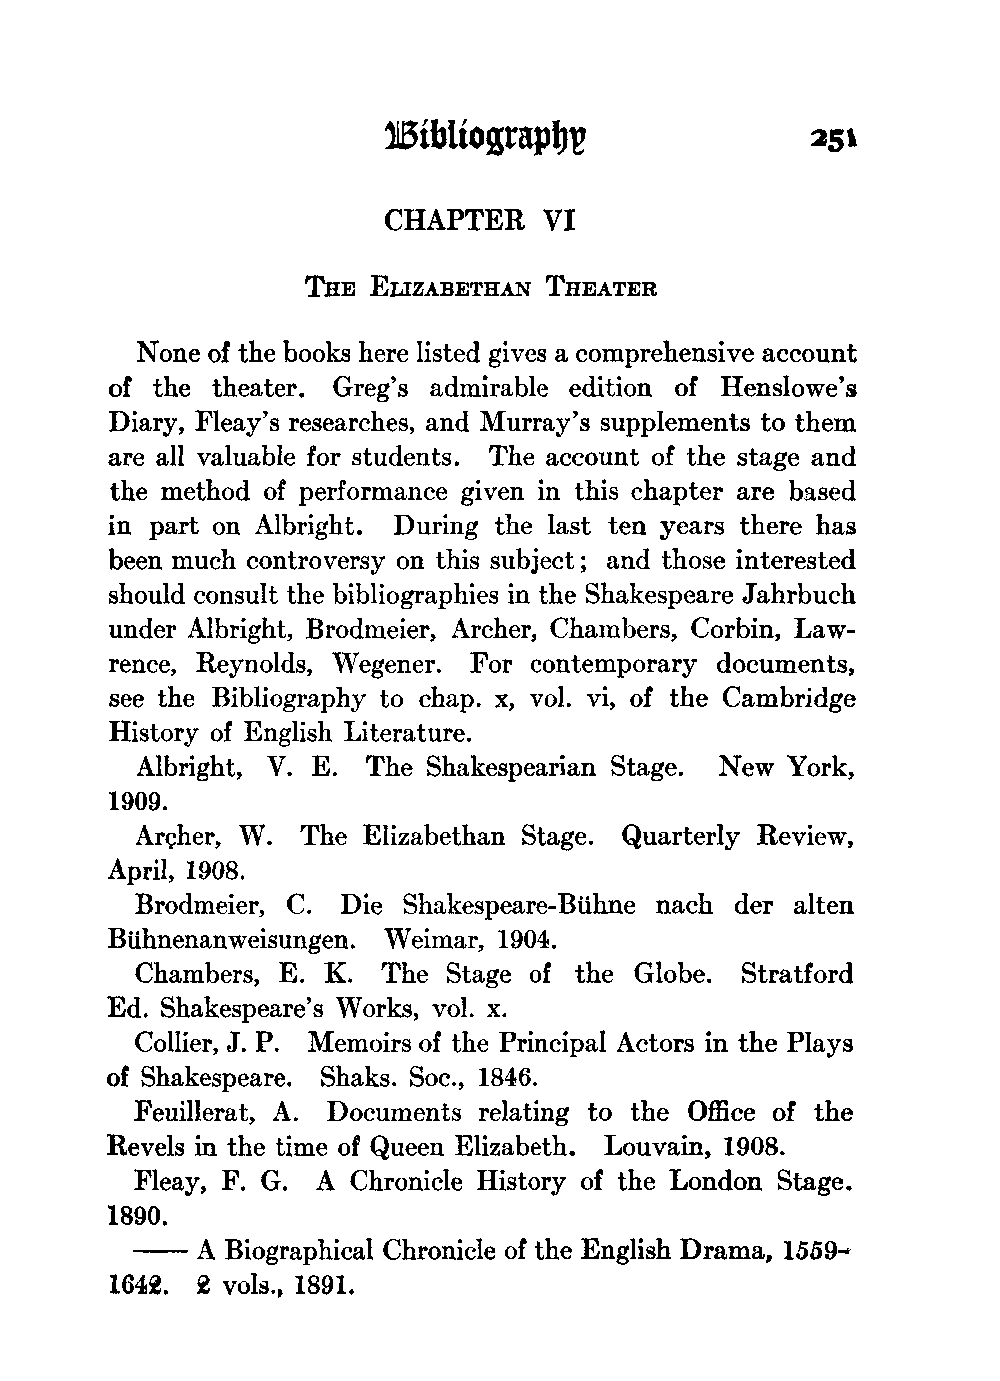 Bibliography 251
CHAPTER VI
THE ELIZABETHAN THEATER
None of the books here listed gives a comprehensive account
of the theater. Greg's admirable edition of Henslowe's
Diary, Fleay's researches, and Murray's supplements to them
are all valuable for students. The account of the stage and
the method of performance given in this chapter are based
in part on Albright. During the last ten years there has
been much controversy on this subject; and those interested
should consult the bibliographies in the Shakespeare Jahrbuch
under Albright, Brodmeier, Archer, Chambers, Corbin, Law-
rence, Reynolds, Wegener. For contemporary documents,
see the Bibliography to chap. x, vol. vi, of the Cambridge
History of English Literature.
Albright, V. E. The Shakespearian Stage. New York,
1909.
Arçher, W. The Elizabethan Stage. Quarterly Review,
April, 1908.
Brodmeier, C. Die Shakespeare-Bühne nach der alten
Bühnenanweisungen. Weimar, 1904.
Chambers, E. K. The Stage of the Globe. Stratford
Ed. Shakespeare's Works, vol. x.
Collier, J. P. Memoirs of the Principal Actors in the Plays
of Shakespeare. Shaks. Soc., 1846.
Feuillerat, A. Documents relating to the Office of the
Revels in the time of Queen Elizabeth. Louvain, 1908.
Fleay, F. G. A Chronicle History of the London Stage.
1890.
—— A Biographical Chronicle of the English Drama, 1559-
1642. 2 vols., 1891.